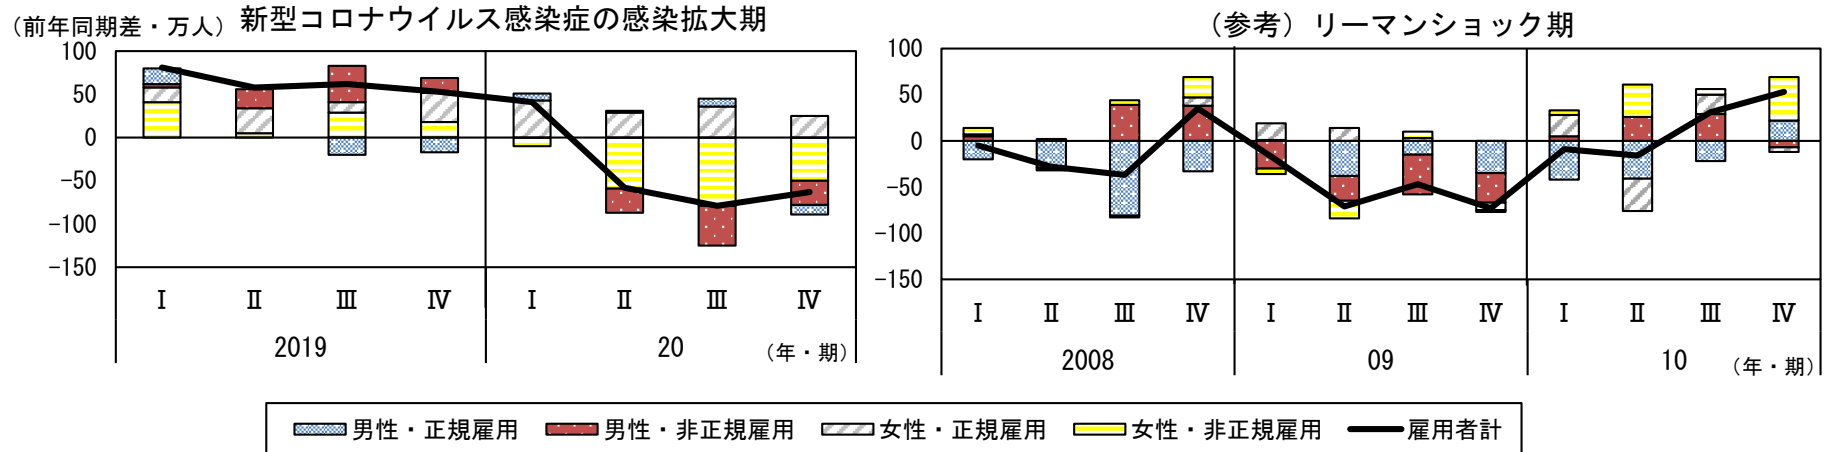 新型コロナウイルス感染症の感染拡大期
(前年同期差・万人)
100
50
0
−50
−100
−150
Ⅰ Ⅱ Ⅲ Ⅳ Ⅰ Ⅱ Ⅲ Ⅳ
2019 20 (年・期)
(参考)リーマンショック期
100
50
0
−50
−100
−150
Ⅰ Ⅱ Ⅲ Ⅳ Ⅰ Ⅱ Ⅲ Ⅳ Ⅰ Ⅱ Ⅲ Ⅳ
2008 09 10 (年・期)
男性・正規雇用 男性・非正規雇用 女性・正規雇用 女性・非正規雇用 雇用者計